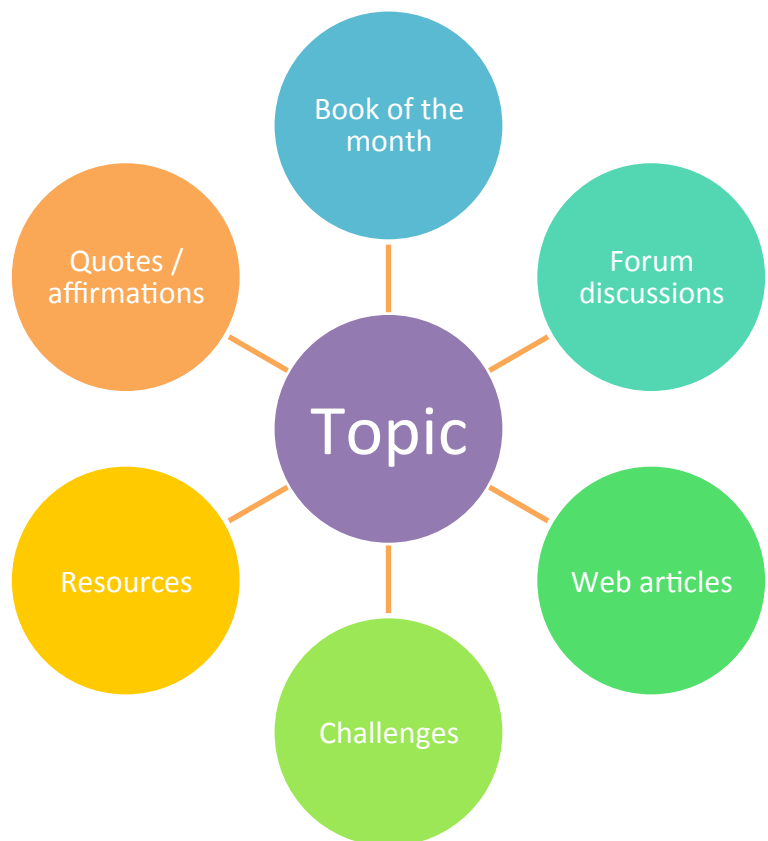 Book of the
month
Quotes /
affirmations
Forum
discussions
Topic
Resources
Web articles
Challenges